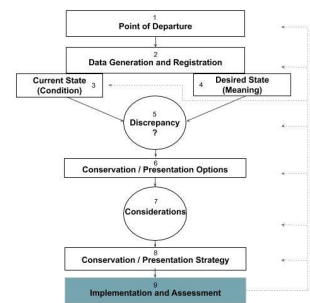 1
Point of Departure
2
Data Generation and Registration
Current State 3
(Condition)
Desired State
4 (Meaning)
5
Discrepancy
?
6
Conservation / Presentation Options
7
Considerations
8
Conservation / Presentation Strategy
9
Implementation and Assessment